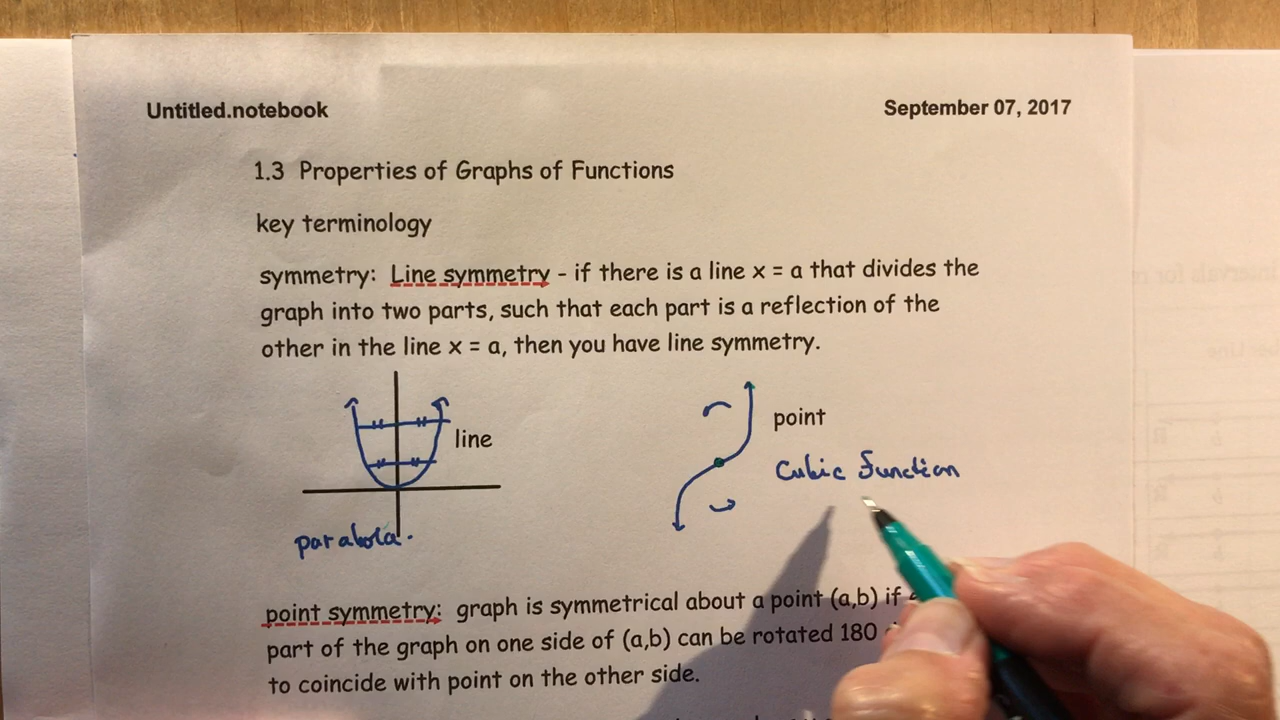 Untitled.notebook
September 07, 2017
1.3 Properties of Graphs of Functions
key terminology
symmetry: Line symmetry - if there is a line x = a that divides the
graph into two parts, such that each part is a reflection of the
other in the line x = a, then you have line symmetry.
line
point
Cubic Function
parabola.
point symmetry: graph is symmetrical about a point (a,b) if
part of the graph on one side of (a,b) can be rotated 180
to coincide with point on the other side.